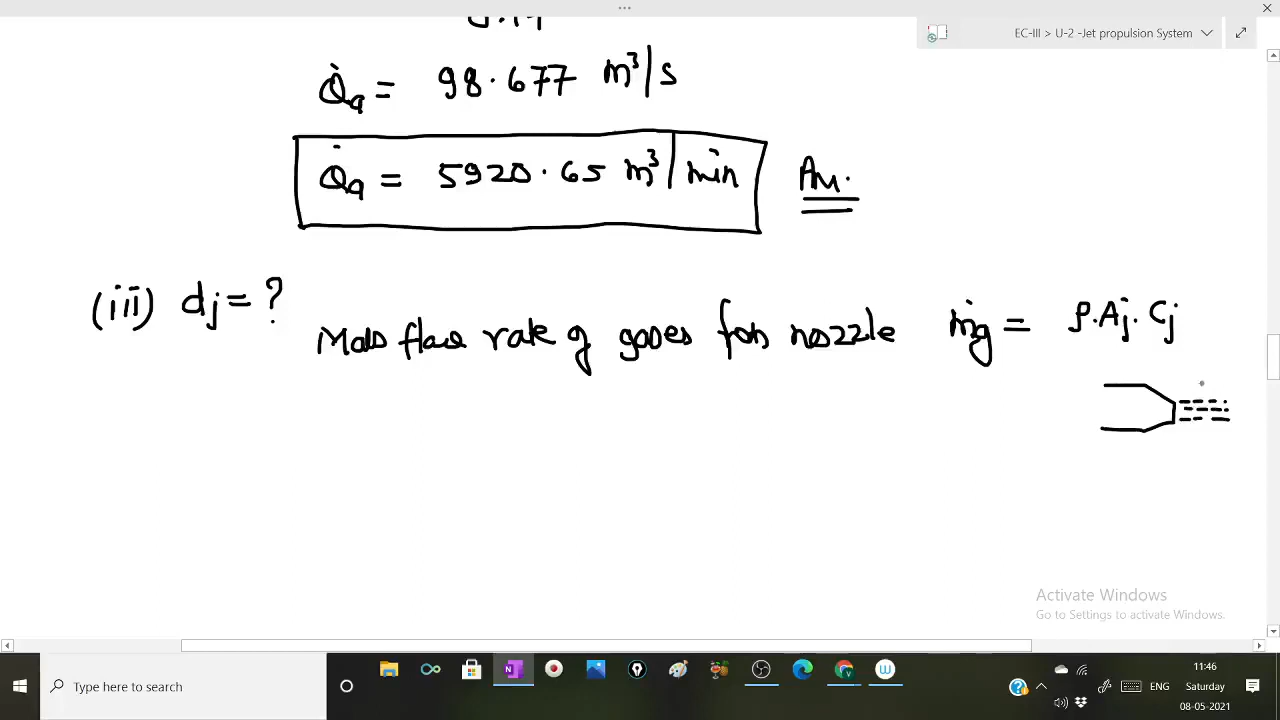 EC-III > U-2 -Jet propulsion System
Q̇a = 98.677 m³/s
Q̇a = 5920.65 m³/min
(iii) dj = ?
Mass flow rate of gases for nozzle ṁg = ρ.Aj.Cj
Activate Windows
Go to Settings to activate Windows.
Type here to search
11:46
ENG
Saturday
08-05-2021